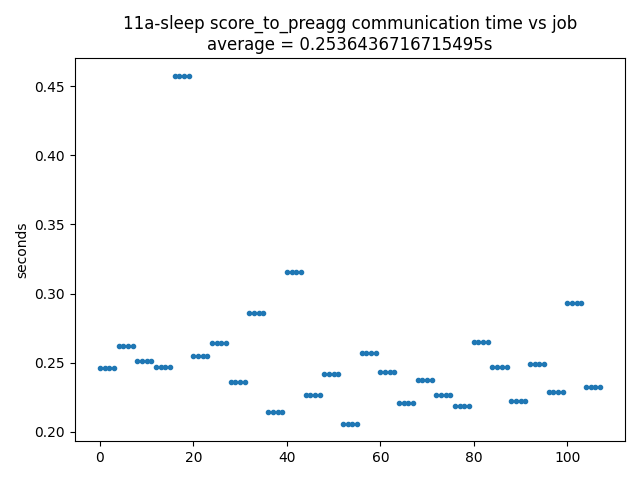 11a-sleep score_to_preagg communication time vs job
average = 0.2536436716715495s
0.45
0.40
0.35
0.30
0.25
0.20
seconds
0 20 40 60 80 100